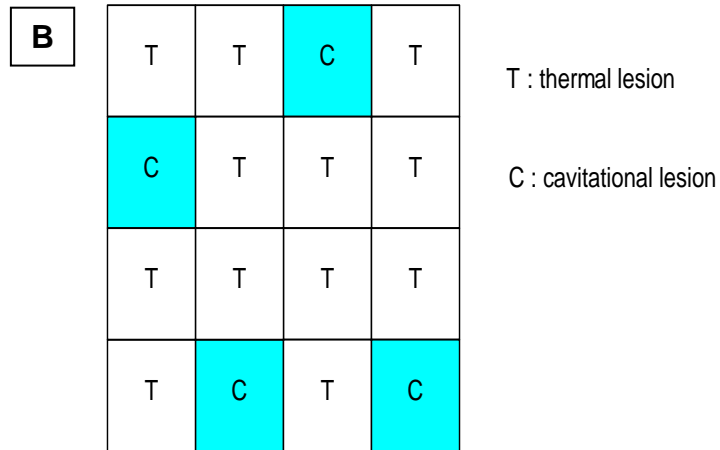 B
T T C T
T : thermal lesion
C T T T
C : cavitational lesion
T T T T
T C T C